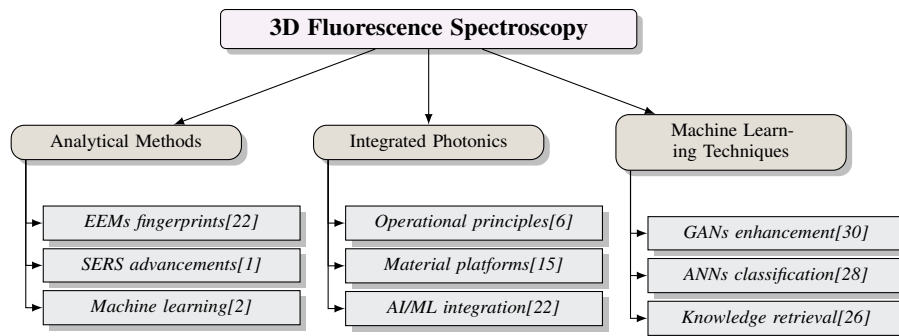 3D Fluorescence Spectroscopy
Analytical Methods
EEMs fingerprints[22]
SERS advancements[1]
Machine learning[2]
Integrated Photonics
Operational principles[6]
Material platforms[15]
AI/ML integration[22]
Machine Learn-
ing Techniques
GANs enhancement[30]
ANNs classification[28]
Knowledge retrieval[26]